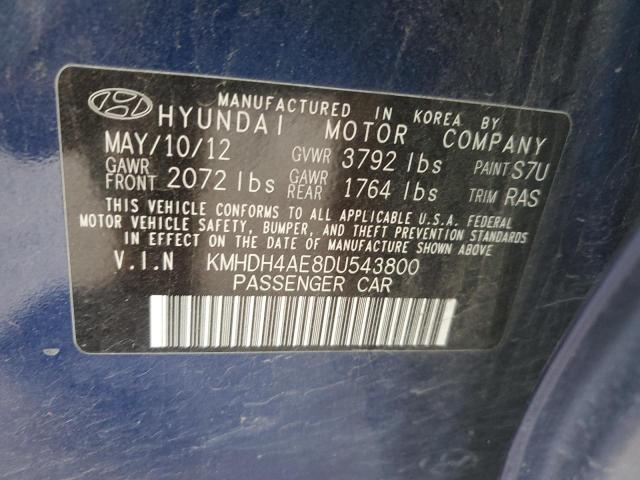 MANUFACTURED IN KOREA BY
HYUNDAI MOTOR COMPANY
MAY/10/12 GVWR 3792 lbs PAINT S7U
GAWR FRONT 2072 lbs GAWR REAR 1764 lbs TRIM RAS
THIS VEHICLE CONFORMS TO ALL APPLICABLE U.S.A. FEDERAL
MOTOR VEHICLE SAFETY, BUMPER, AND THEFT PREVENTION STANDARDS
IN EFFECT ON THE DATE OF MANUFACTURE SHOWN ABOVE
V.I.N KMHDH4AE8DU543800
PASSENGER CAR